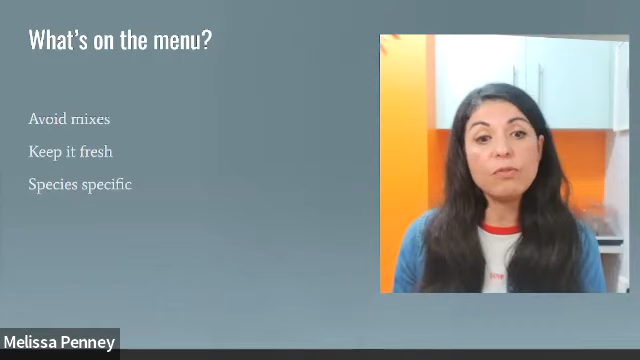 What's on the menu?
Avoid mixes
Keep it fresh
Species specific
Melissa Penney